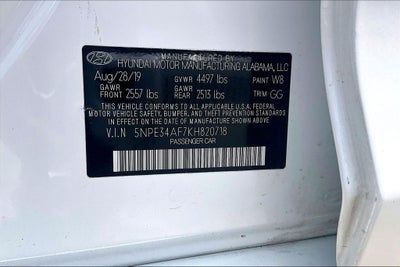 MANUFACTURED BY
HYUNDAI MOTOR MANUFACTURING ALABAMA, LLC
Aug/28/19 GVWR 4497 lbs PAINT W8
GAWR FRONT 2557 lbs GAWR REAR 2513 lbs TRIM GG
THIS VEHICLE CONFORMS TO ALL APPLICABLE U.S.A. FEDERAL
MOTOR VEHICLE SAFETY, BUMPER, AND THEFT PREVENTION
STANDARDS IN EFFECT ON THE DATE OF MANUFACTURE SHOWN ABOVE.
V.I.N 5NPE34AF7KH820718
PASSENGER CAR